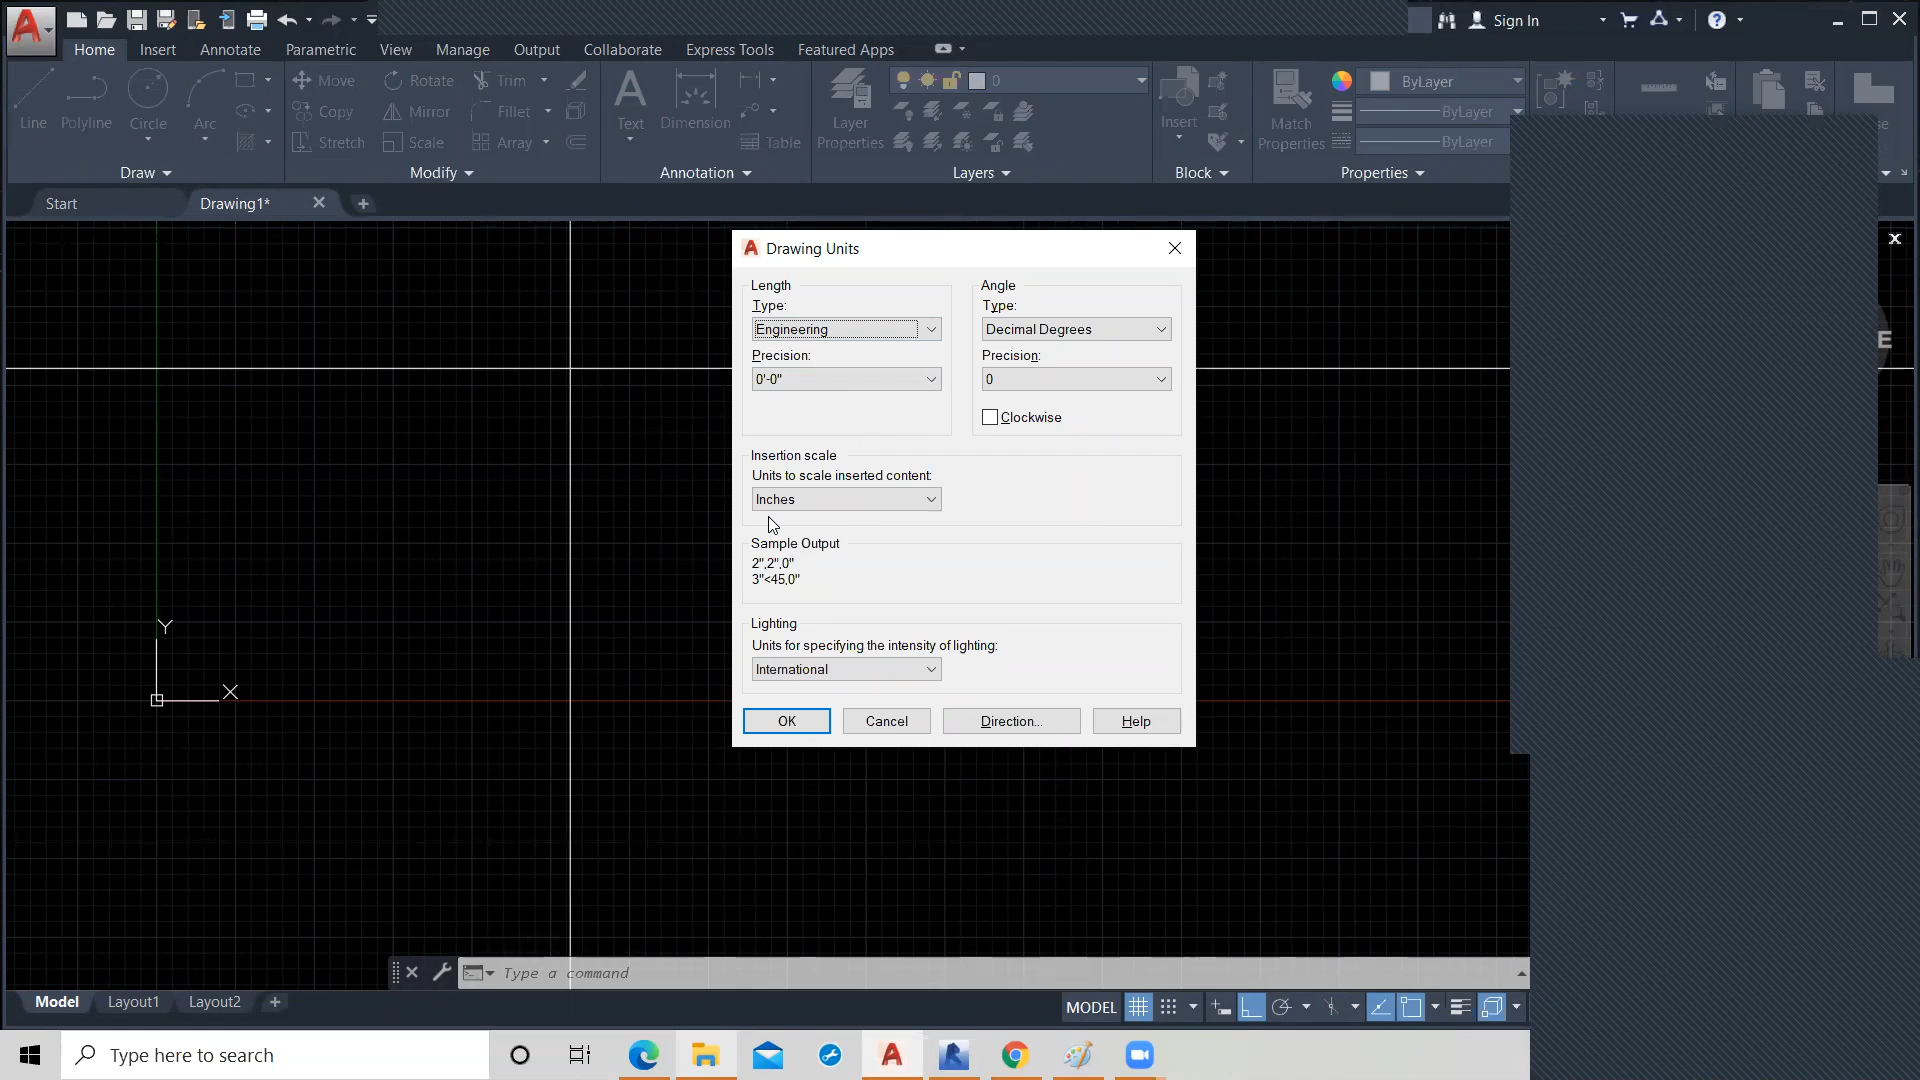 A Sign In ?
Home Insert Annotate Parametric View Manage Output Collaborate Express Tools Featured Apps
Line Polyline Circle Arc
Move Rotate Trim
Copy Mirror Fillet
Stretch Scale Array
Text Dimension Table
Layer Properties 0
Insert
Match Properties
ByLayer
ByLayer
ByLayer
Draw Modify Annotation Layers Block Properties
Start Drawing1* +
A Drawing Units
Length
Type:
Engineering
Precision:
0'-0"
Angle
Type:
Decimal Degrees
Precision:
0
Clockwise
Insertion scale
Units to scale inserted content:
Inches
Sample Output
2",2",0"
3"<45,0"
Lighting
Units for specifying the intensity of lighting:
International
OK Cancel Direction... Help
E
Y
X
Type a command
Model Layout1 Layout2 +
MODEL
Type here to search